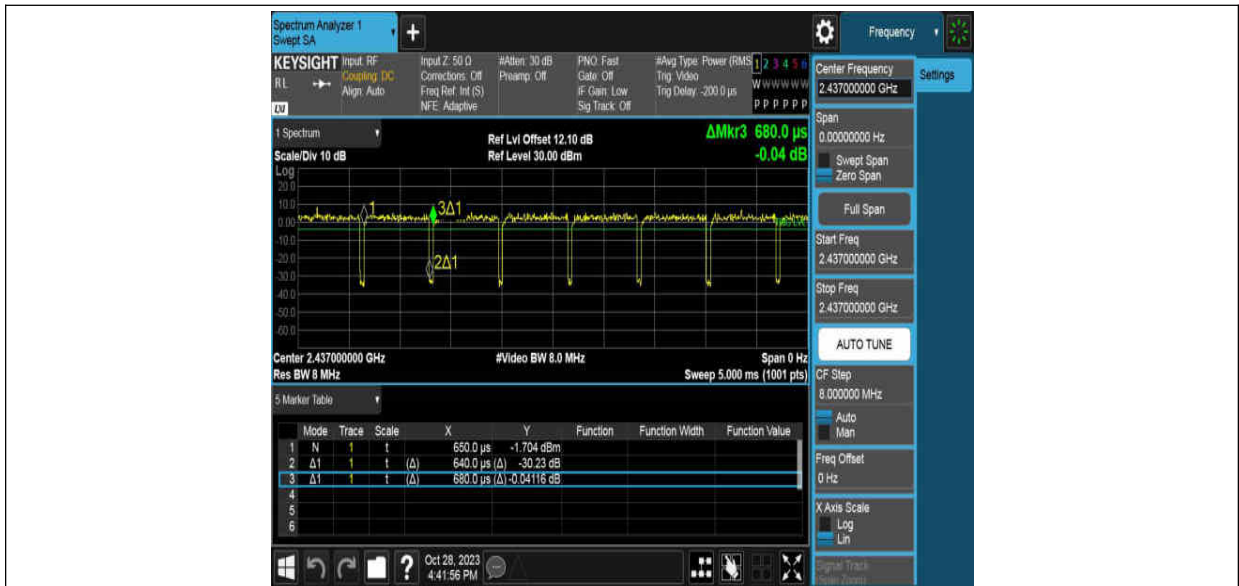 Spectrum Analyzer 1
Swept SA
+
Frequency
KEYSIGHT
RL
LXI
Input: RF
Coupling: DC
Align: Auto
Input Z: 50 Ω
Corrections: Off
Freq Ref: Int (S)
NFE: Adaptive
#Atten: 30 dB
Preamp: Off
PNO: Fast
Gate: Off
IF Gain: Low
Sig Track: Off
#Avg Type: Power (RMS
Trig: Video
Trig Delay: -200.0 µs
1 2 3 4 5 6
W W W W W W
P P P P P P
1 Spectrum
Scale/Div 10 dB
Ref Lvl Offset 12.10 dB
Ref Level 30.00 dBm
ΔMkr3 680.0 µs
-0.04 dB
Log
20.0
10.0
0.00
-10.0
-20.0
-30.0
-40.0
-50.0
-60.0
1
3Δ1
2Δ1
Center 2.437000000 GHz
#Video BW 8.0 MHz
Span 0 Hz
Res BW 8 MHz
Sweep 5.000 ms (1001 pts)
5 Marker Table
Mode Trace Scale X Y Function Function Width Function Value
1 N 1 t 650.0 µs -1.704 dBm
2 Δ1 1 t (Δ) 640.0 µs (Δ) -30.23 dB
3 Δ1 1 t (Δ) 680.0 µs (Δ) -0.04116 dB
4
5
6
?
Oct 28, 2023
4:41:56 PM
Center Frequency
2.437000000 GHz
Settings
Span
0.00000000 Hz
Swept Span
Zero Span
Full Span
Start Freq
2.437000000 GHz
Stop Freq
2.437000000 GHz
AUTO TUNE
CF Step
8.000000 MHz
Auto
Man
Freq Offset
0 Hz
X Axis Scale
Log
Lin
Signal Track
(Span Zoom)